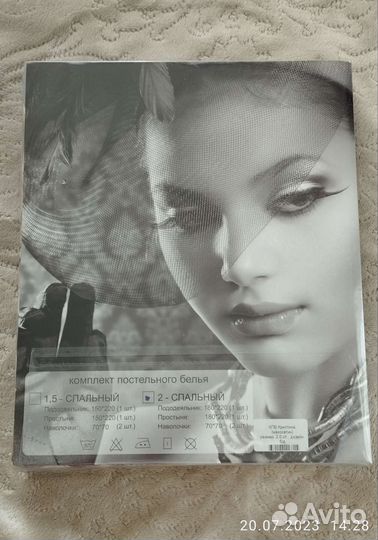 комплект постельного белья
1,5 - СПАЛЬНЫЙ
Пододеяльник: 150*220 (1 шт.)
Простыня: 150*220 (1 шт.)
Наволочки: 70*70 (2 шт.)
2 - СПАЛЬНЫЙ
Пододеяльник: 180*220 (1 шт.)
Простыня: 180*220 (1 шт.)
Наволочки: 70*70 (2 шт.)
Avito
20.07.2023 14:28